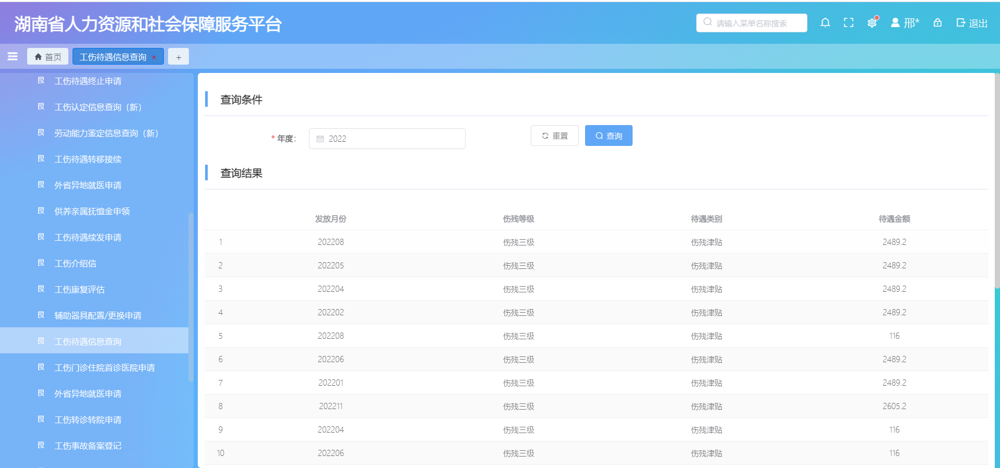 湖南省人力资源和社会保障服务平台
请输入菜单名称搜索
邢*
退出
首页
工伤待遇信息查询 ×
+
工伤待遇终止申请
工伤认定信息查询（新）
劳动能力鉴定信息查询（新）
工伤待遇转移接续
外省异地就医申请
供养亲属抚恤金申领
工伤待遇续发申请
工伤介绍信
工伤康复评估
辅助器具配置/更换申请
工伤待遇信息查询
工伤门诊住院首诊医院申请
外省异地就医申请
工伤转诊转院申请
工伤事故备案登记
查询条件
* 年度: 2022 重置 查询
查询结果
发放月份 伤残等级 待遇类别 待遇金额
1 202208 伤残三级 伤残津贴 2489.2
2 202205 伤残三级 伤残津贴 2489.2
3 202204 伤残三级 伤残津贴 2489.2
4 202202 伤残三级 伤残津贴 2489.2
5 202208 伤残三级 伤残津贴 116
6 202206 伤残三级 伤残津贴 2489.2
7 202201 伤残三级 伤残津贴 2489.2
8 202211 伤残三级 伤残津贴 2605.2
9 202204 伤残三级 伤残津贴 116
10 202206 伤残三级 伤残津贴 116